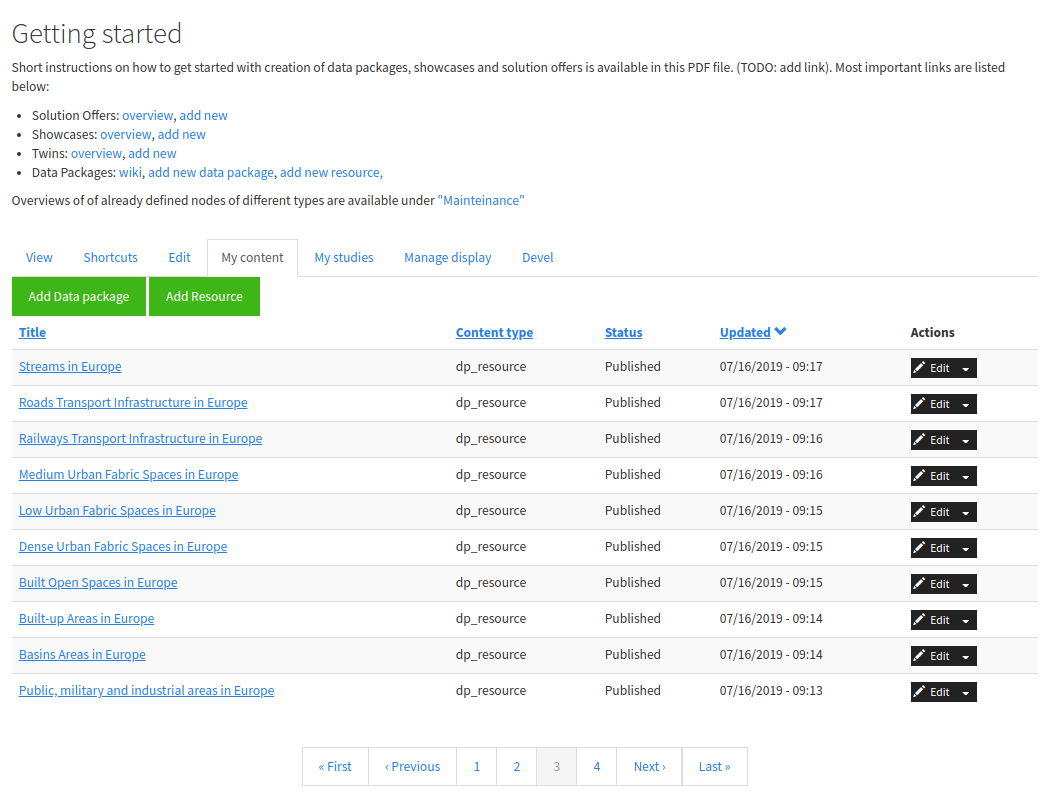 Getting started
Short instructions on how to get started with creation of data packages, showcases and solution offers is available in this PDF file. (TODO: add link). Most important links are listed
below:
Solution Offers: overview, add new
Showcases: overview, add new
Twins: overview, add new
Data Packages: wiki, add new data package, add new resource,
Overviews of of already defined nodes of different types are available under "Mainteinance"
View Shortcuts Edit My content My studies Manage display Devel
Add Data package Add Resource
Title Content type Status Updated Actions
Streams in Europe dp_resource Published 07/16/2019 - 09:17 Edit
Roads Transport Infrastructure in Europe dp_resource Published 07/16/2019 - 09:17 Edit
Railways Transport Infrastructure in Europe dp_resource Published 07/16/2019 - 09:16 Edit
Medium Urban Fabric Spaces in Europe dp_resource Published 07/16/2019 - 09:16 Edit
Low Urban Fabric Spaces in Europe dp_resource Published 07/16/2019 - 09:15 Edit
Dense Urban Fabric Spaces in Europe dp_resource Published 07/16/2019 - 09:15 Edit
Built Open Spaces in Europe dp_resource Published 07/16/2019 - 09:15 Edit
Built-up Areas in Europe dp_resource Published 07/16/2019 - 09:14 Edit
Basins Areas in Europe dp_resource Published 07/16/2019 - 09:14 Edit
Public, military and industrial areas in Europe dp_resource Published 07/16/2019 - 09:13 Edit
« First ‹ Previous 1 2 3 4 Next › Last »